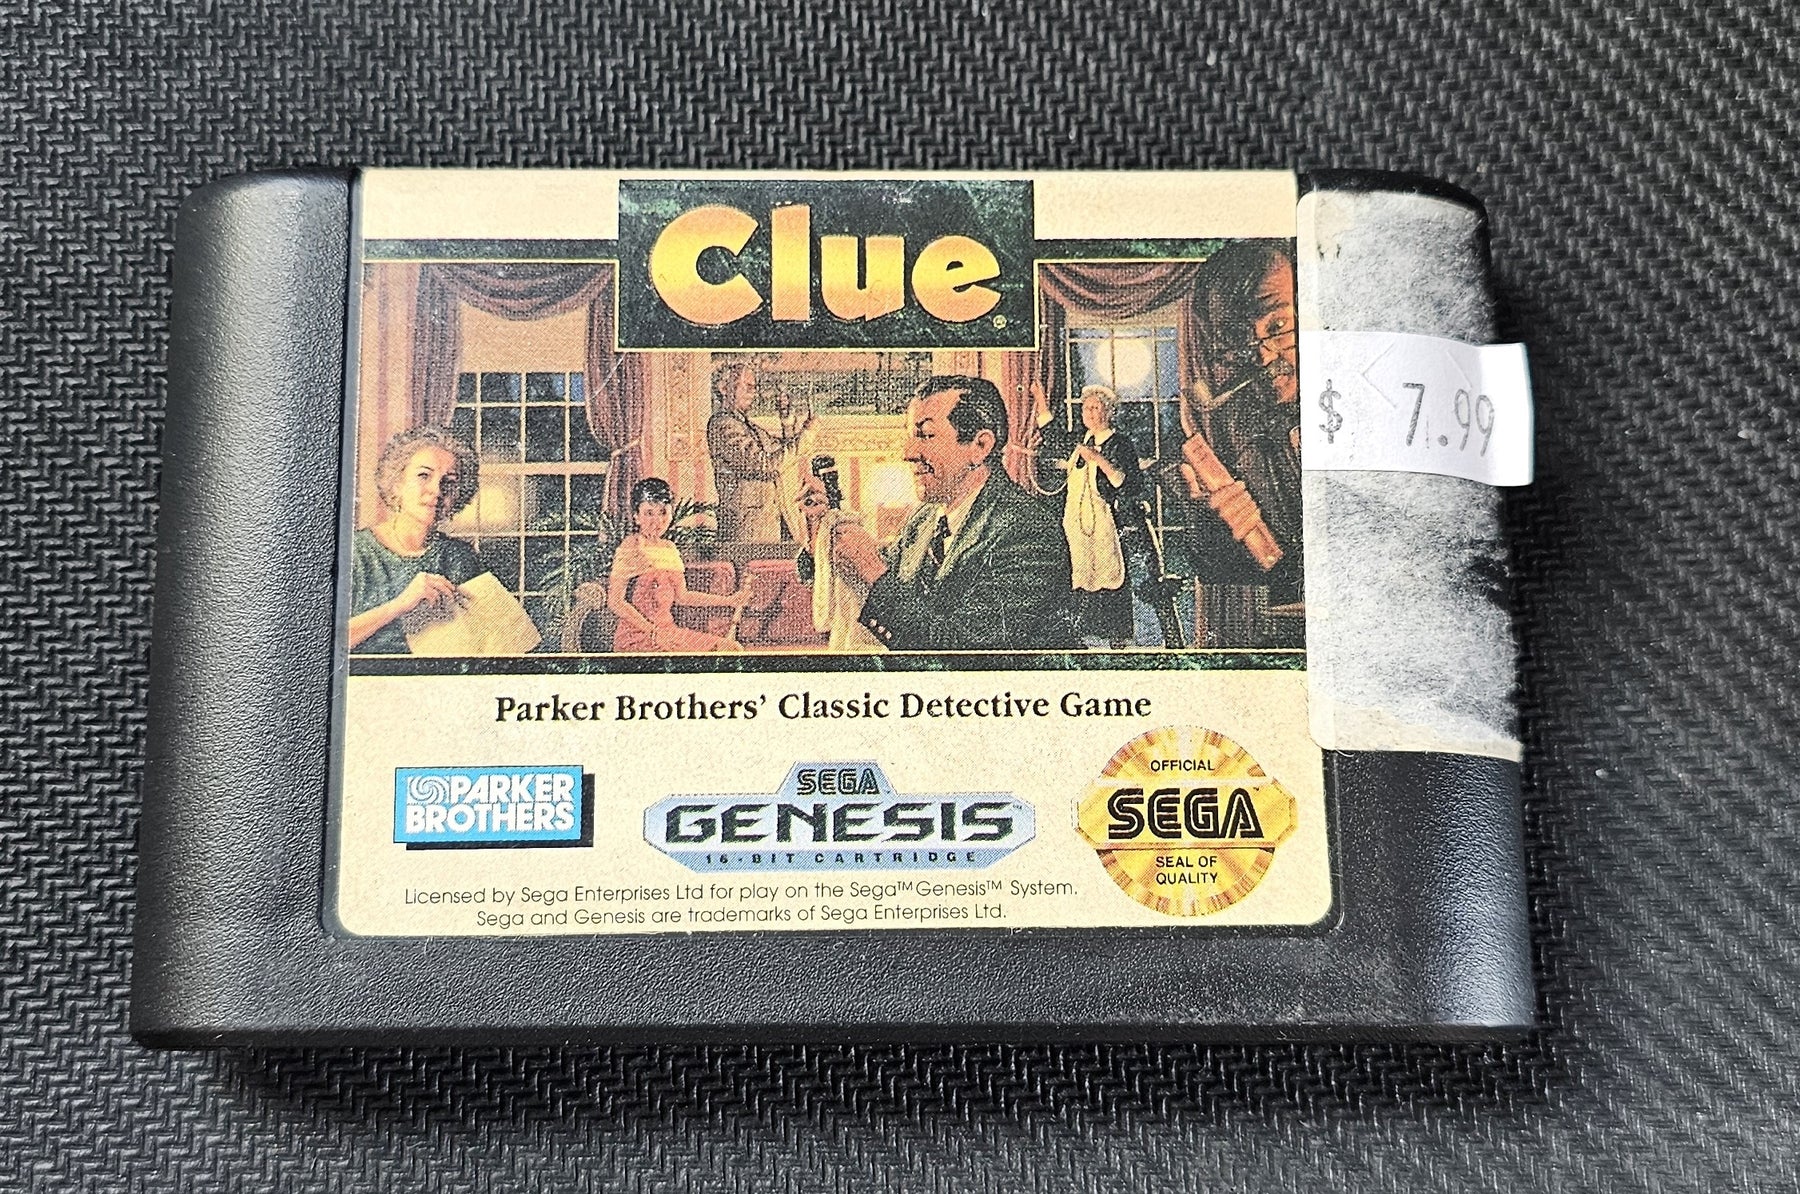 Clue®
$ 7.99
Parker Brothers' Classic Detective Game
PARKER
BROTHERS
SEGA
GENESIS™
16-BIT CARTRIDGE
OFFICIAL
SEGA
SEAL OF
QUALITY
Licensed by Sega Enterprises Ltd for play on the Sega™ Genesis™ System.
Sega and Genesis are trademarks of Sega Enterprises Ltd.